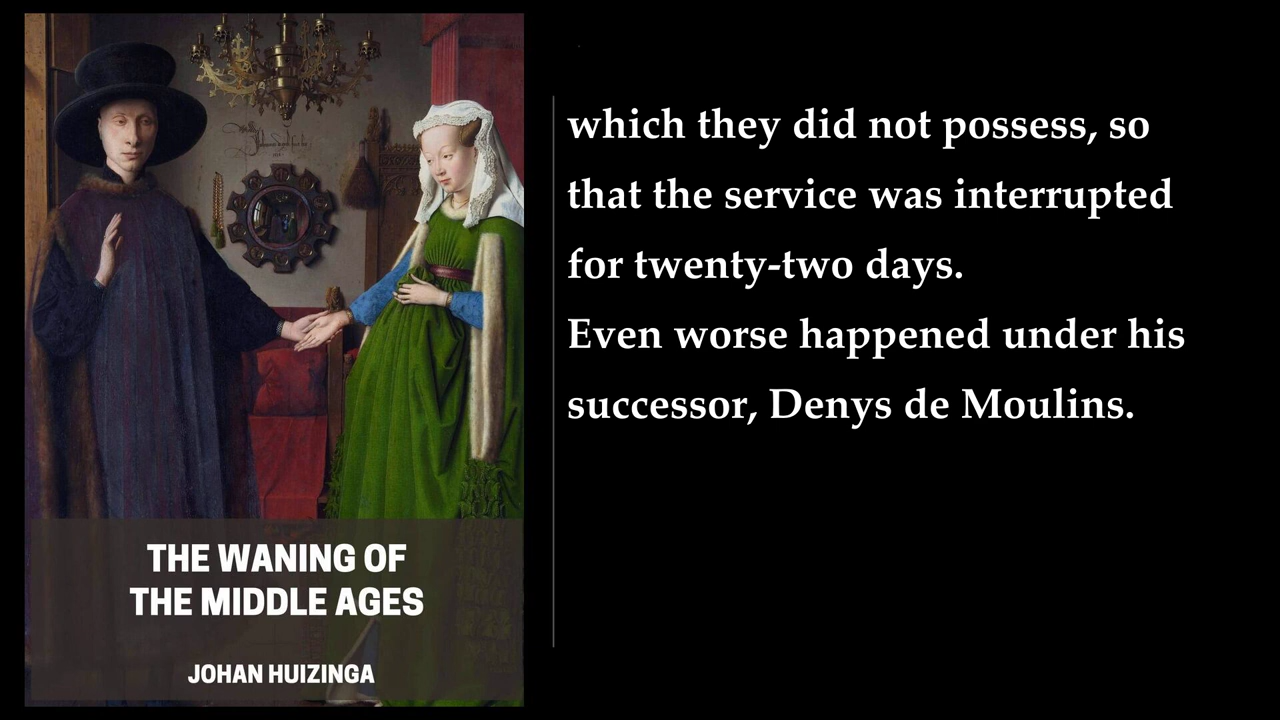 THE WANING OF
THE MIDDLE AGES
JOHAN HUIZINGA
which they did not possess, so
that the service was interrupted
for twenty-two days.
Even worse happened under his
successor, Denys de Moulins.